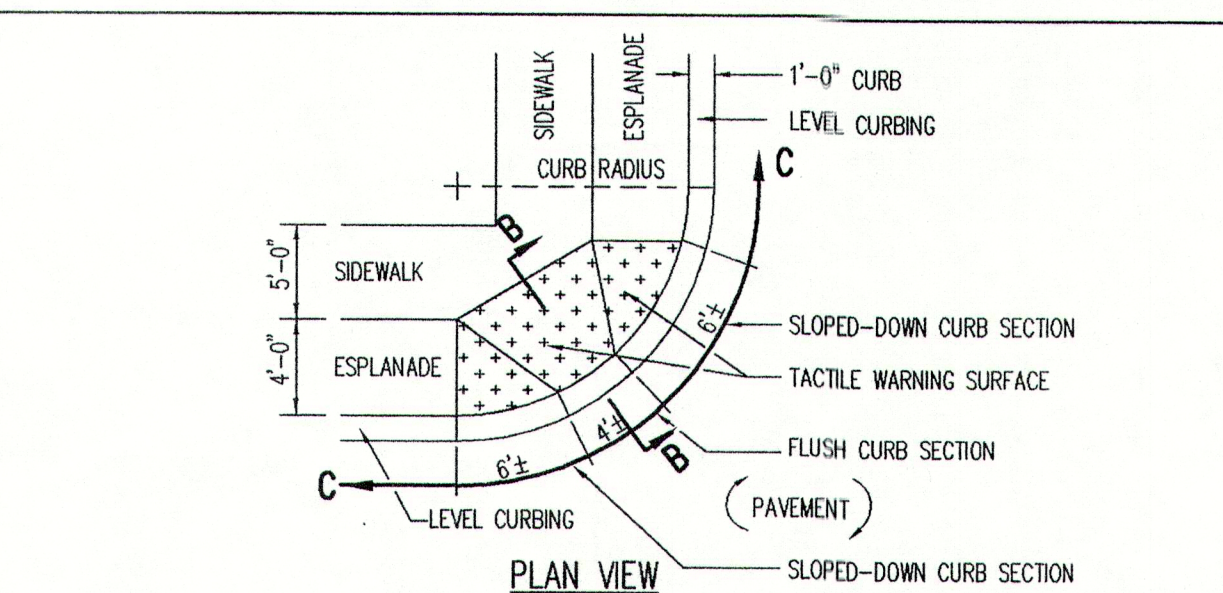 SIDEWALK
ESPLANADE
1'-0" CURB
LEVEL CURBING
C
CURB RADIUS
B
5'-0"
SIDEWALK
6'±
SLOPED-DOWN CURB SECTION
4'-0"
ESPLANADE
TACTILE WARNING SURFACE
4'±
B
FLUSH CURB SECTION
6'±
C
PAVEMENT
LEVEL CURBING
PLAN VIEW
SLOPED-DOWN CURB SECTION